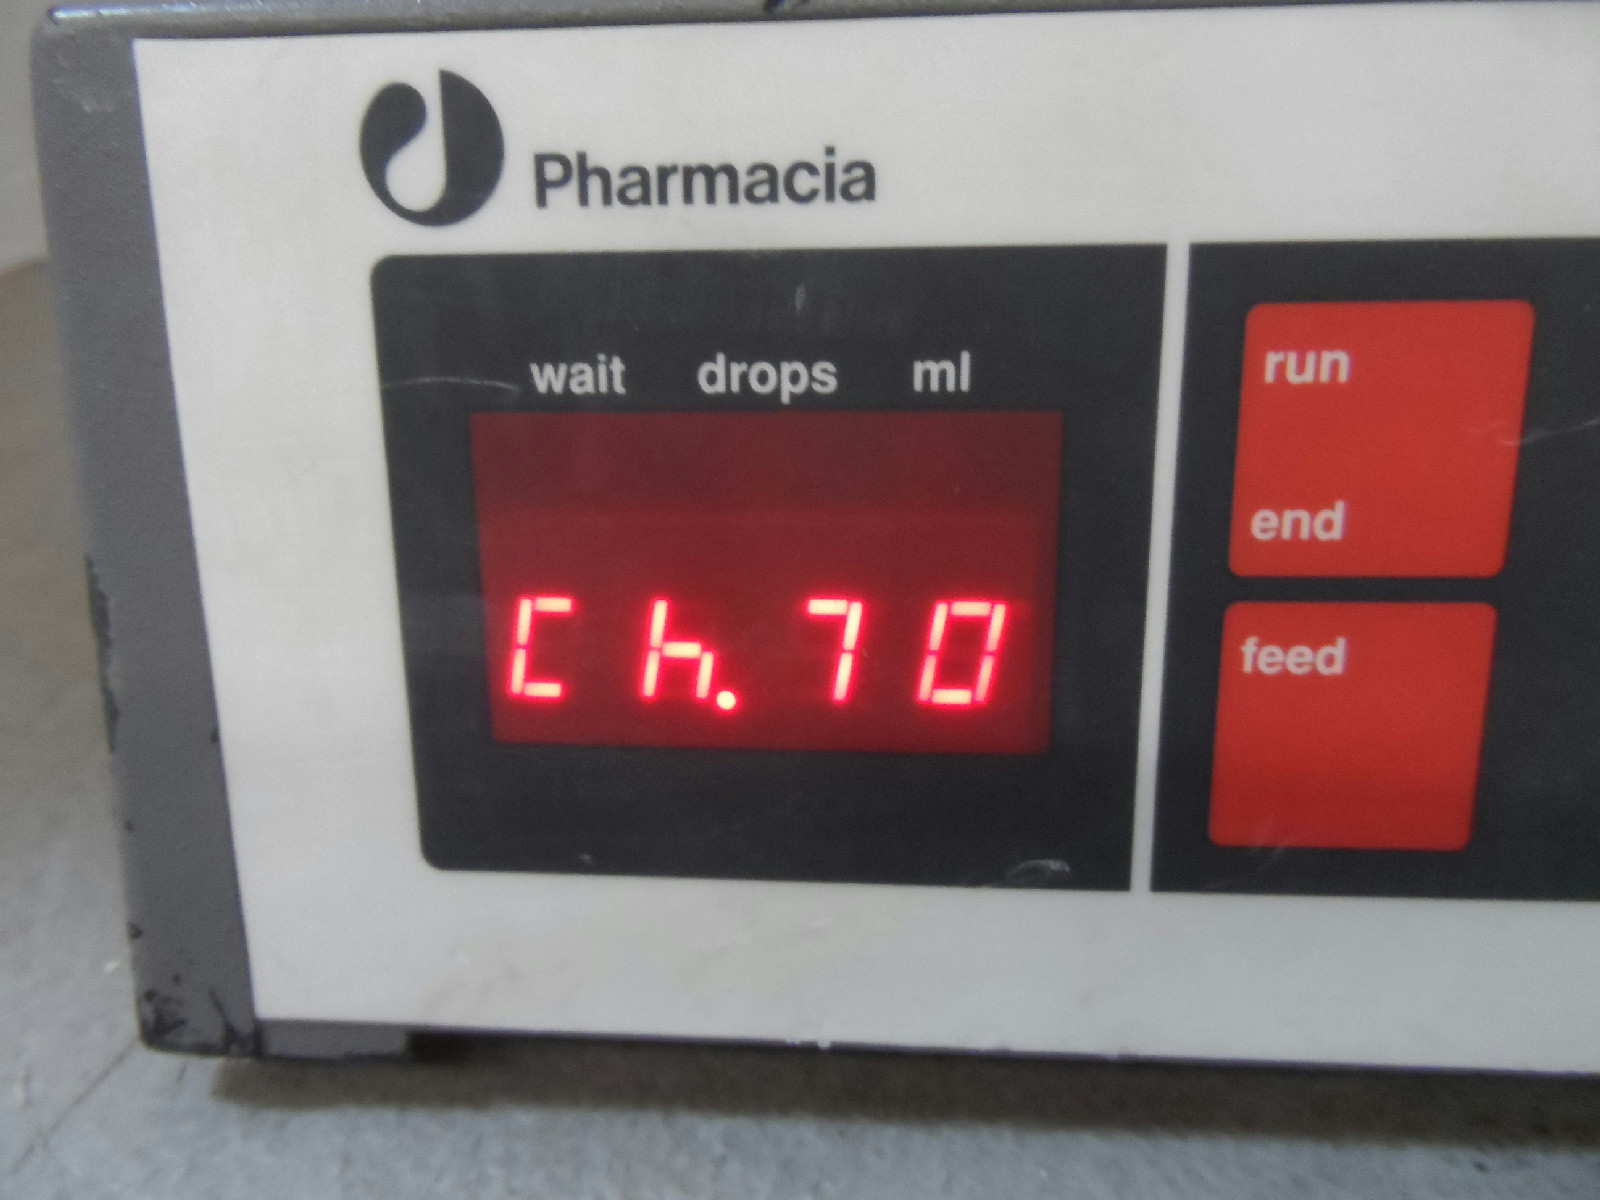 Pharmacia
wait drops ml
Ch.70
run
end
feed